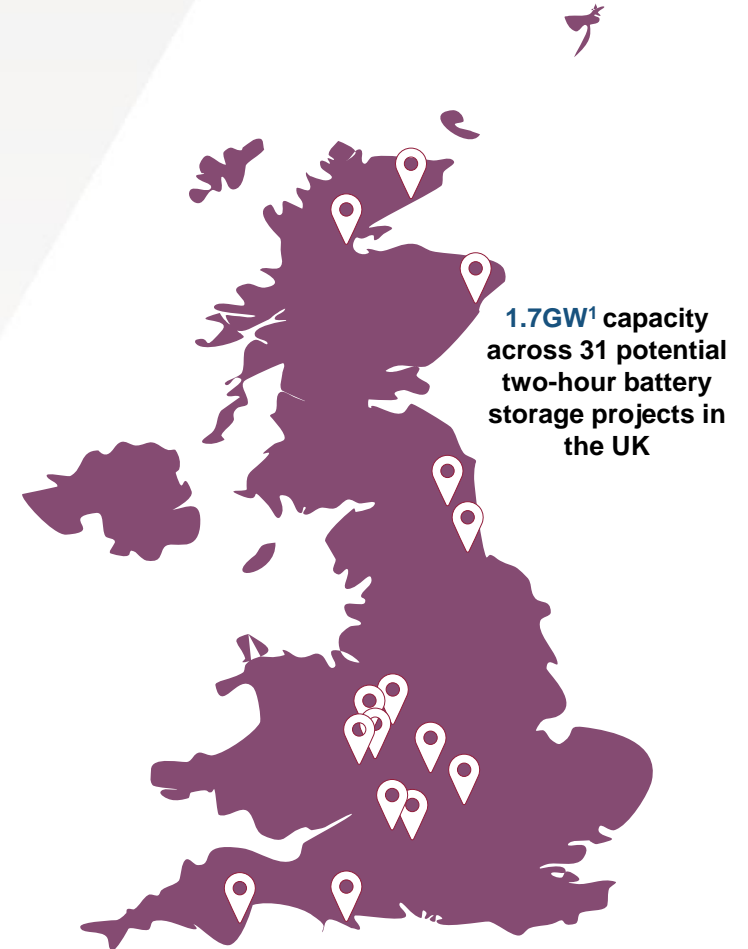 1.7GW¹ capacity
across 31 potential
two-hour battery
storage projects in
the UK